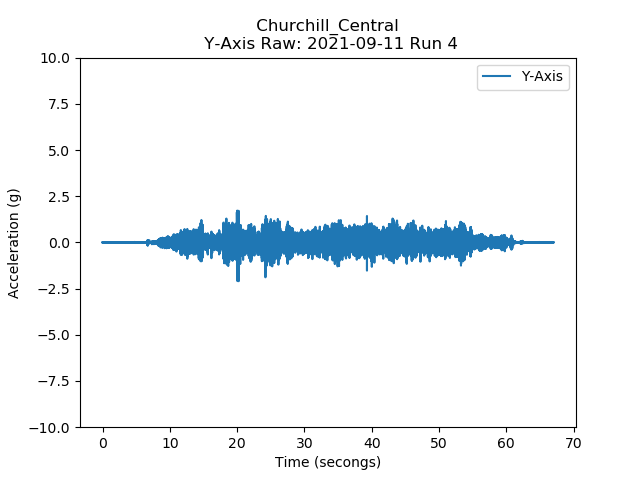 Churchill_Central
Y-Axis Raw: 2021-09-11 Run 4
Y-Axis
Acceleration (g)
10.0
7.5
5.0
2.5
0.0
−2.5
−5.0
−7.5
−10.0
0 10 20 30 40 50 60 70
Time (secongs)